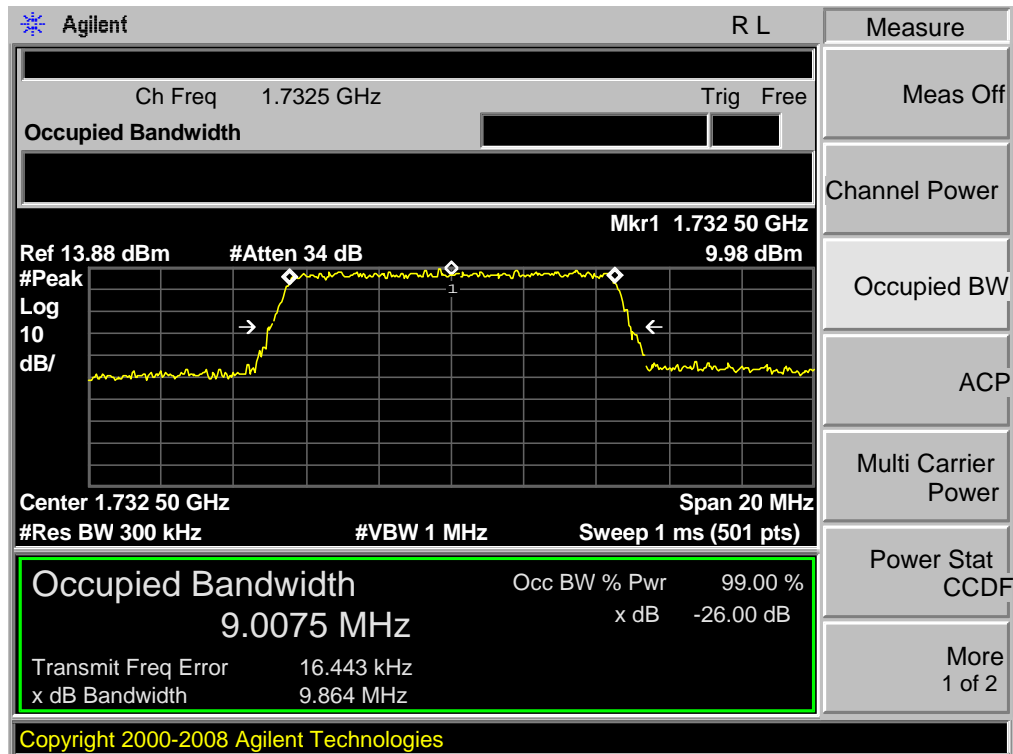 Agilent R L
Ch Freq 1.7325 GHz Trig Free
Occupied Bandwidth
Mkr1 1.732 50 GHz
Ref 13.88 dBm #Atten 34 dB 9.98 dBm
#Peak
Log
10
dB/
1
Center 1.732 50 GHz Span 20 MHz
#Res BW 300 kHz #VBW 1 MHz Sweep 1 ms (501 pts)
Occupied Bandwidth Occ BW % Pwr 99.00 %
9.0075 MHz x dB -26.00 dB
Transmit Freq Error 16.443 kHz
x dB Bandwidth 9.864 MHz
Copyright 2000-2008 Agilent Technologies
Measure
Meas Off
Channel Power
Occupied BW
ACP
Multi Carrier
Power
Power Stat
CCDF
More
1 of 2